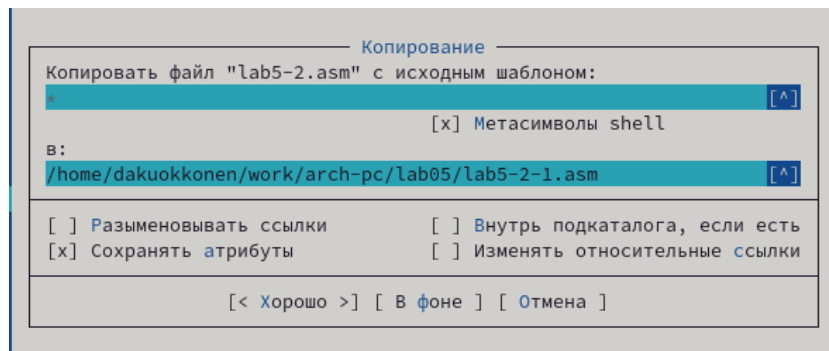 Копирование
Копировать файл "lab5-2.asm" с исходным шаблоном:
* [^]
[x] Метасимволы shell
в:
/home/dakuokkonen/work/arch-pc/lab05/lab5-2-1.asm [^]
[ ] Разыменовывать ссылки [ ] Внутрь подкаталога, если есть
[x] Сохранять атрибуты [ ] Изменять относительные ссылки
[< Хорошо >] [ В фоне ] [ Отмена ]